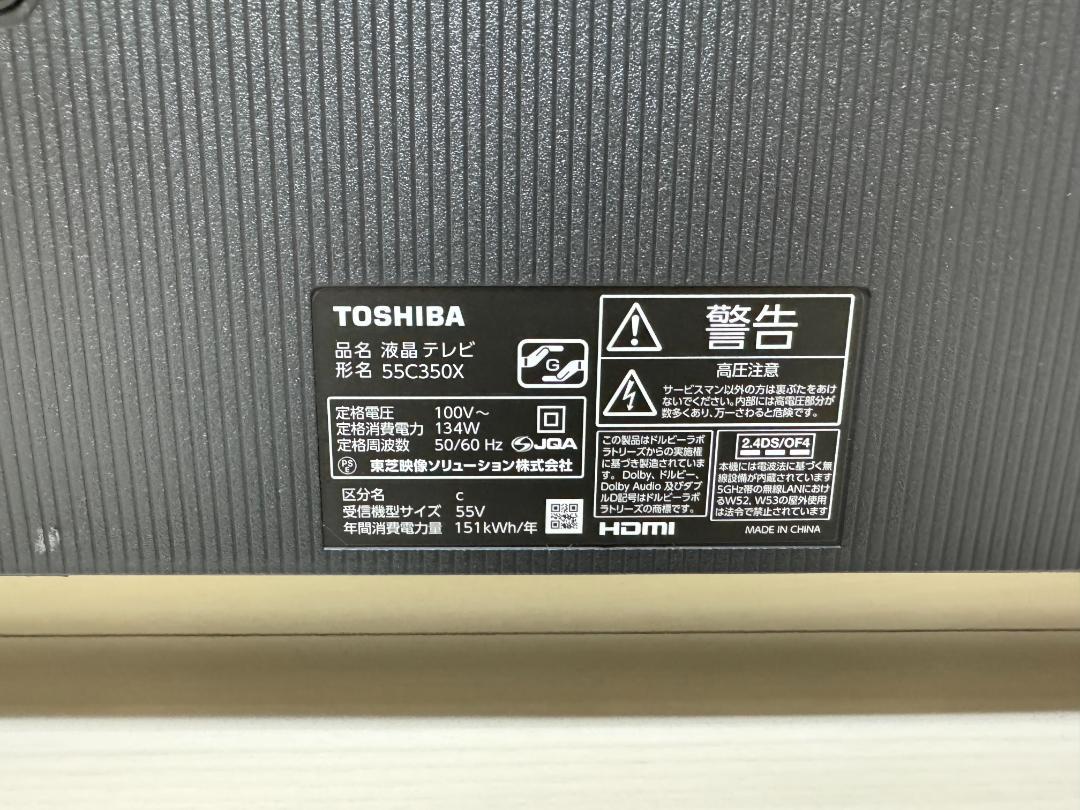 TOSHIBA
品名 液晶テレビ
形名 55C350X
G
定格電圧 100V～
定格消費電力 134W
定格周波数 50/60 Hz
JQA
PSE 東芝映像ソリューション株式会社
区分名 c
受信機型サイズ 55V
年間消費電力量 151kWh/年
警告
高圧注意
サービスマン以外の方は裏ぶたをあけ
ないでください。内部には高電圧部分が
数多くあり、万一さわると危険です。
この製品はドルビーラボ
ラトリーズからの実施権
に基づき製造されていま
す。Dolby、ドルビー、
Dolby Audio 及びダブ
ルD記号はドルビーラボ
ラトリーズの商標です。
HDMI
2.4DS/OF4
本機には電波法に基づく無
線設備が内蔵されています
5GHz帯の無線LANにおけ
るW52、W53の屋外使用
は法令で禁止されています
MADE IN CHINA